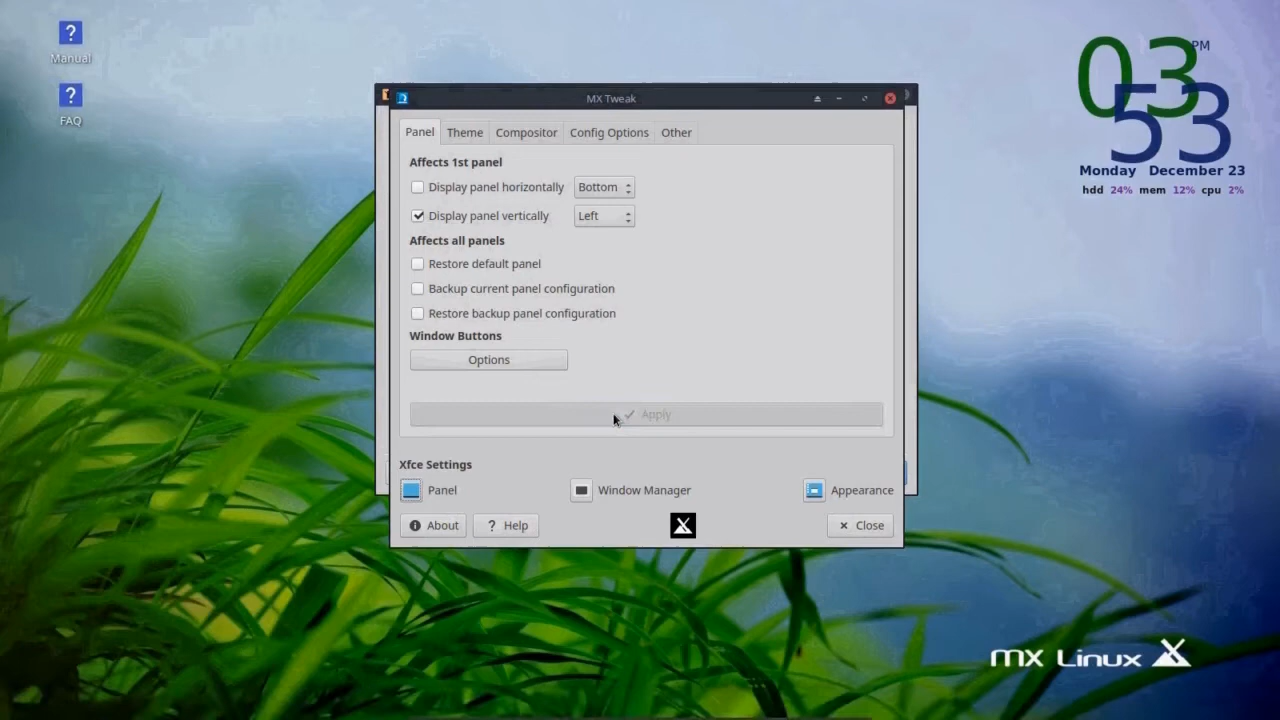 Manual
FAQ
03 PM
53
Monday December 23
hdd 24% mem 12% cpu 2%
MX Tweak
Panel Theme Compositor Config Options Other
Affects 1st panel
Display panel horizontally Bottom
Display panel vertically Left
Affects all panels
Restore default panel
Backup current panel configuration
Restore backup panel configuration
Window Buttons
Options
Apply
Xfce Settings
Panel Window Manager Appearance
About ? Help Close
MX Linux